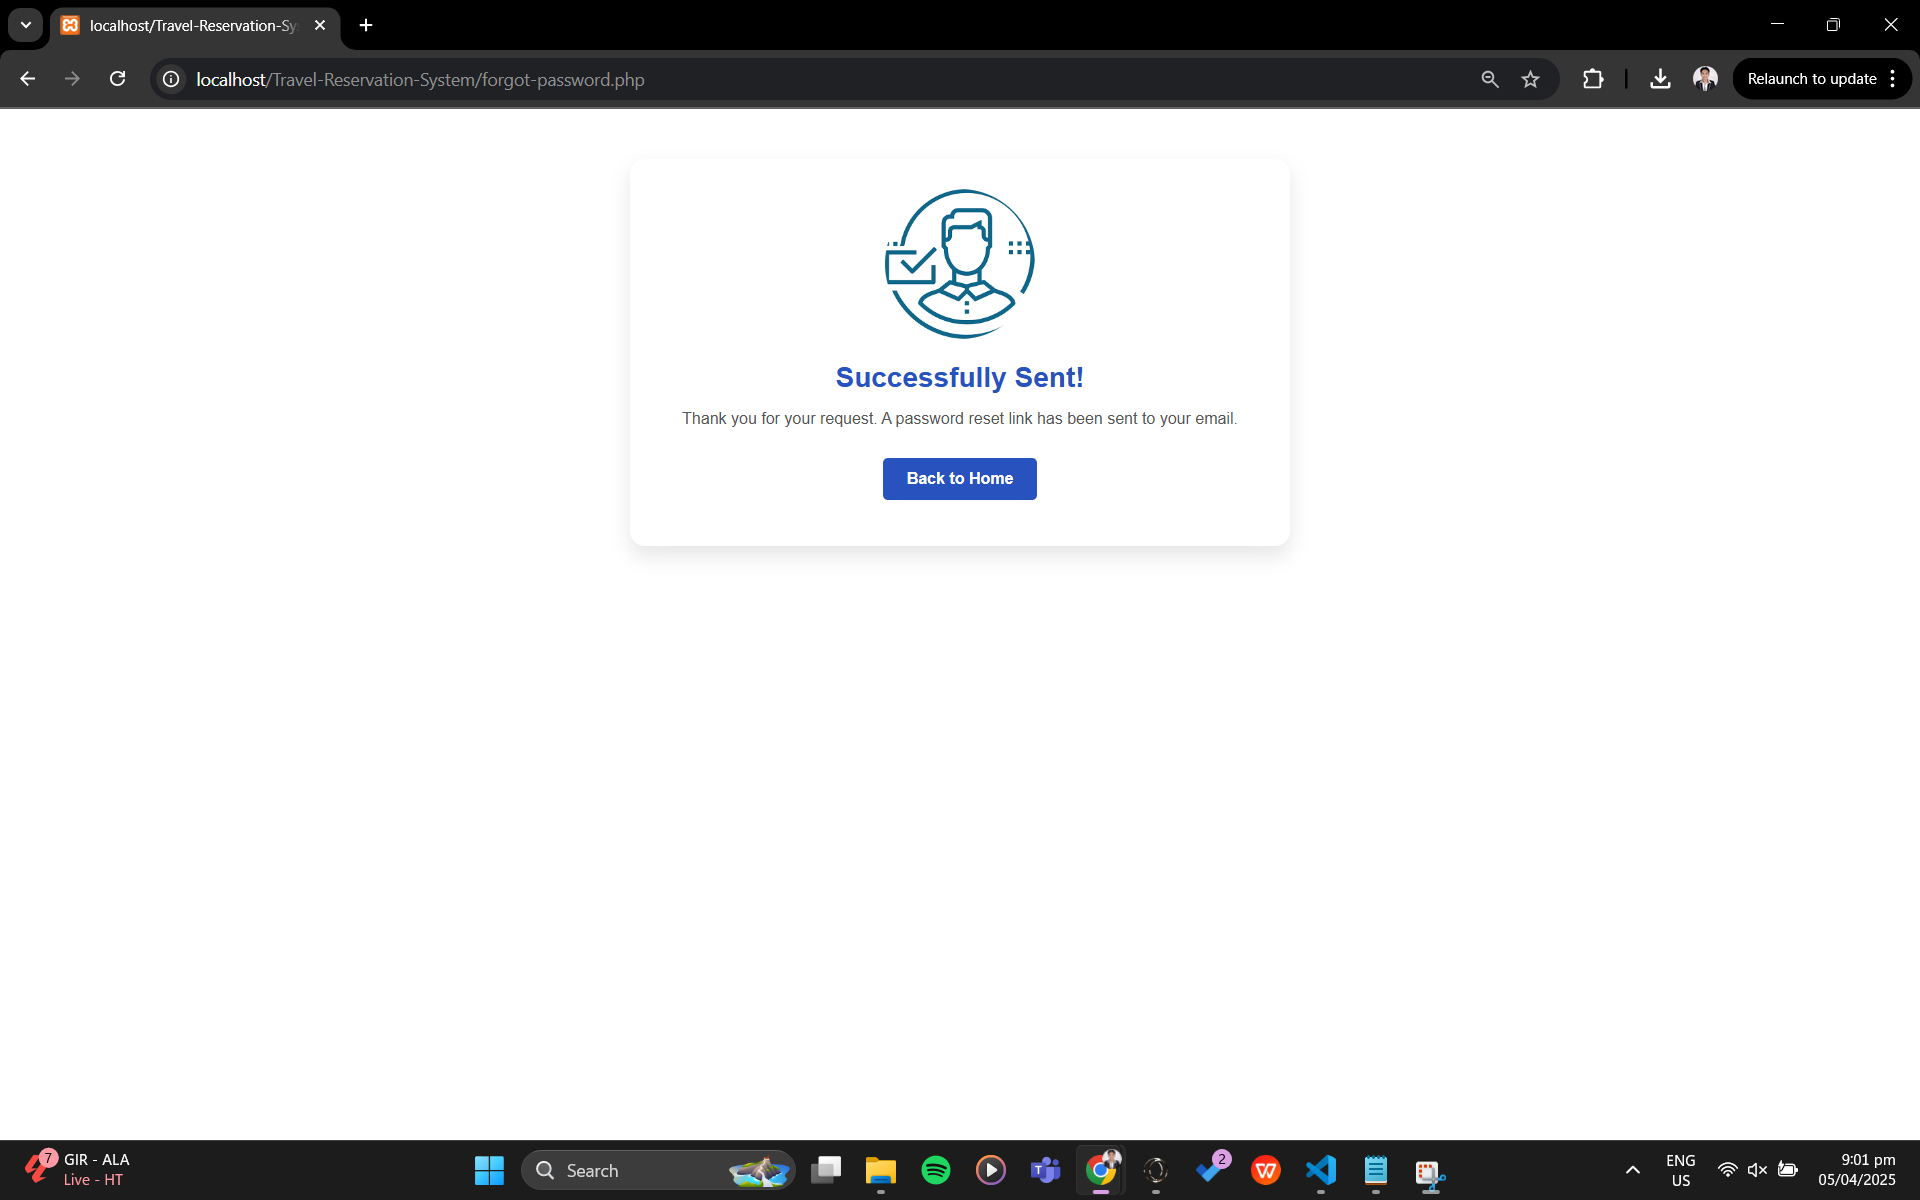 localhost/Travel-Reservation-Sy
localhost/Travel-Reservation-System/forgot-password.php
Relaunch to update
Successfully Sent!
Thank you for your request. A password reset link has been sent to your email.
Back to Home
7
GIR - ALA
Live - HT
Search
T
2
W
ENG
US
9:01 pm
05/04/2025